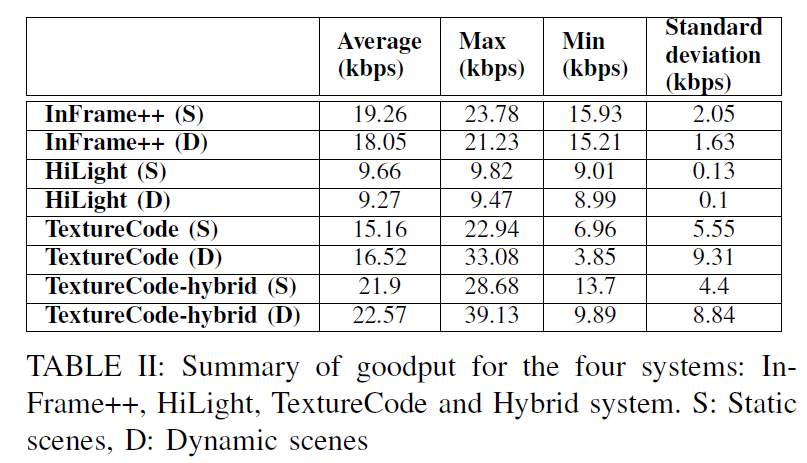 Average (kbps) Max (kbps) Min (kbps) Standard deviation (kbps)
InFrame++ (S) 19.26 23.78 15.93 2.05
InFrame++ (D) 18.05 21.23 15.21 1.63
HiLight (S) 9.66 9.82 9.01 0.13
HiLight (D) 9.27 9.47 8.99 0.1
TextureCode (S) 15.16 22.94 6.96 5.55
TextureCode (D) 16.52 33.08 3.85 9.31
TextureCode-hybrid (S) 21.9 28.68 13.7 4.4
TextureCode-hybrid (D) 22.57 39.13 9.89 8.84
TABLE II: Summary of goodput for the four systems: In-
Frame++, HiLight, TextureCode and Hybrid system. S: Static
scenes, D: Dynamic scenes